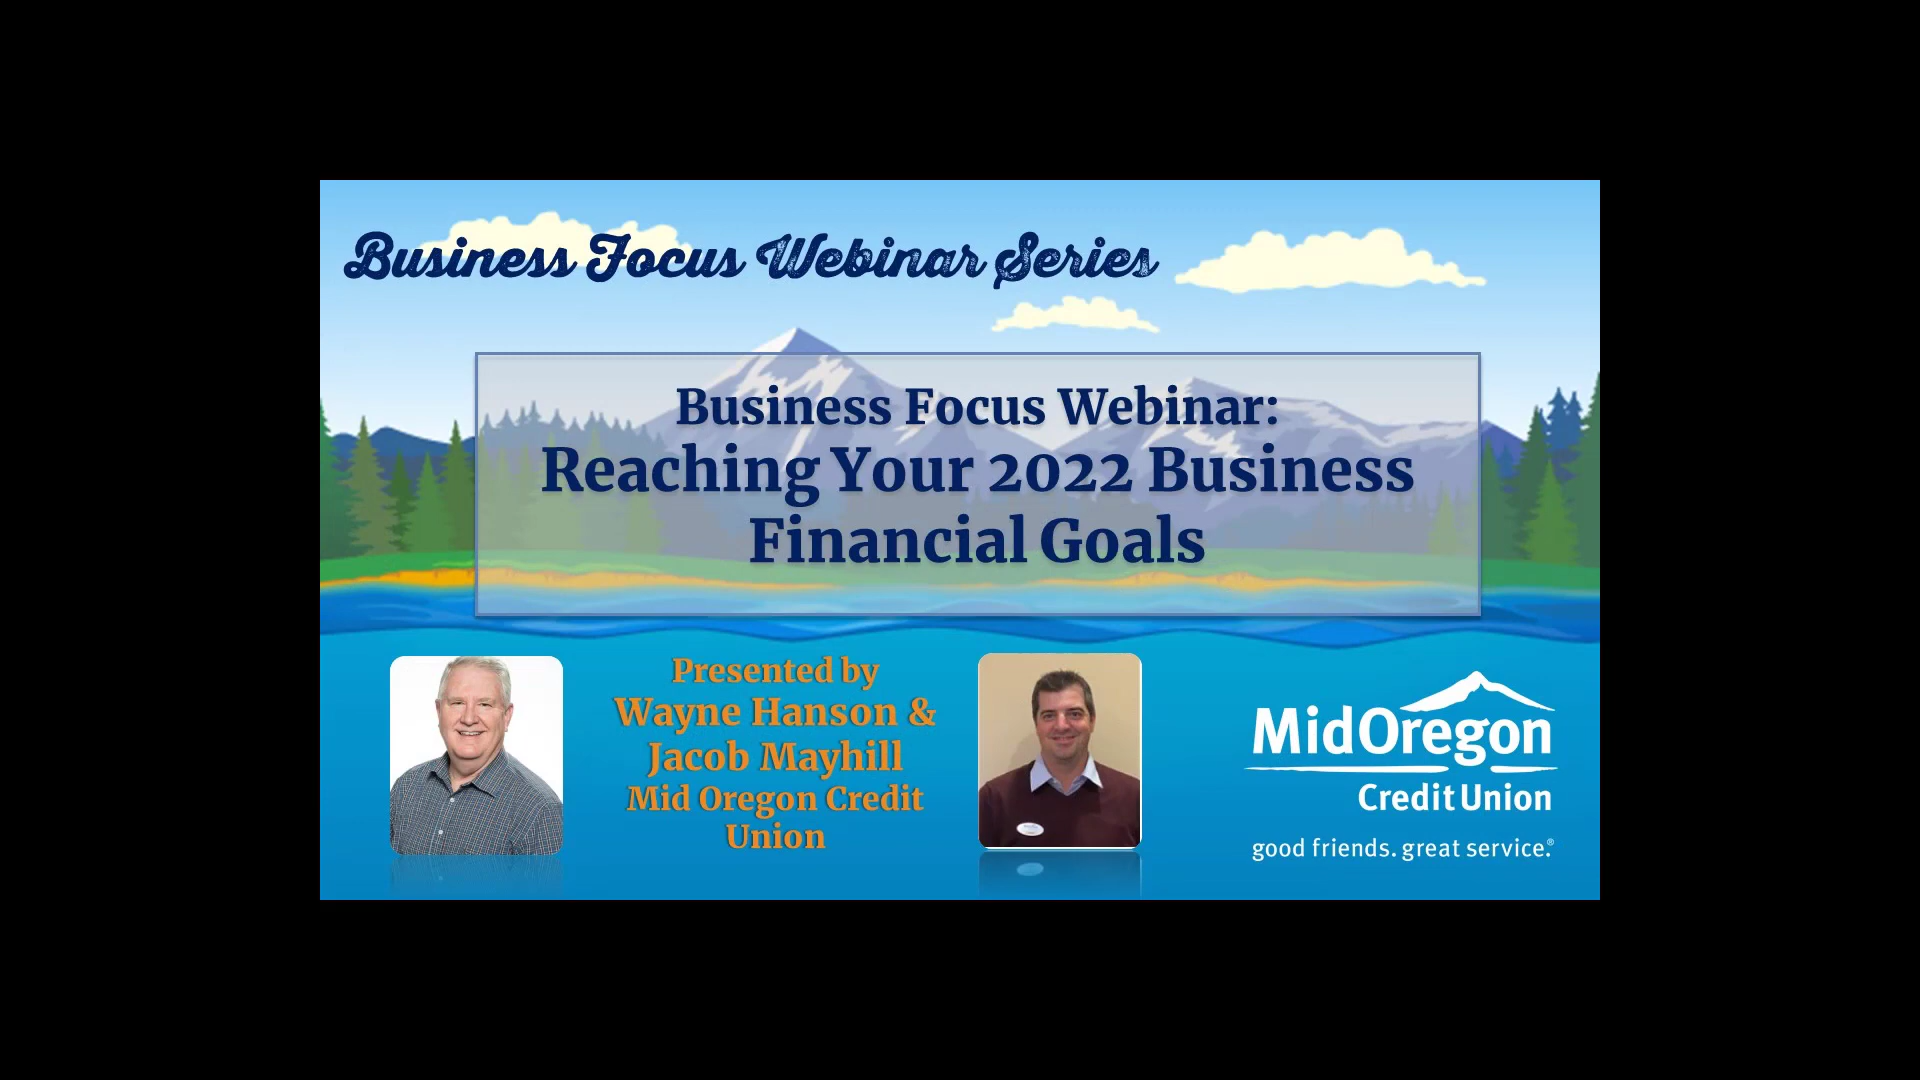 Business Focus Webinar Series
Business Focus Webinar:
Reaching Your 2022 Business
Financial Goals
Presented by
Wayne Hanson &
Jacob Mayhill
Mid Oregon Credit
Union
MidOregon
Credit Union
good friends. great service.®